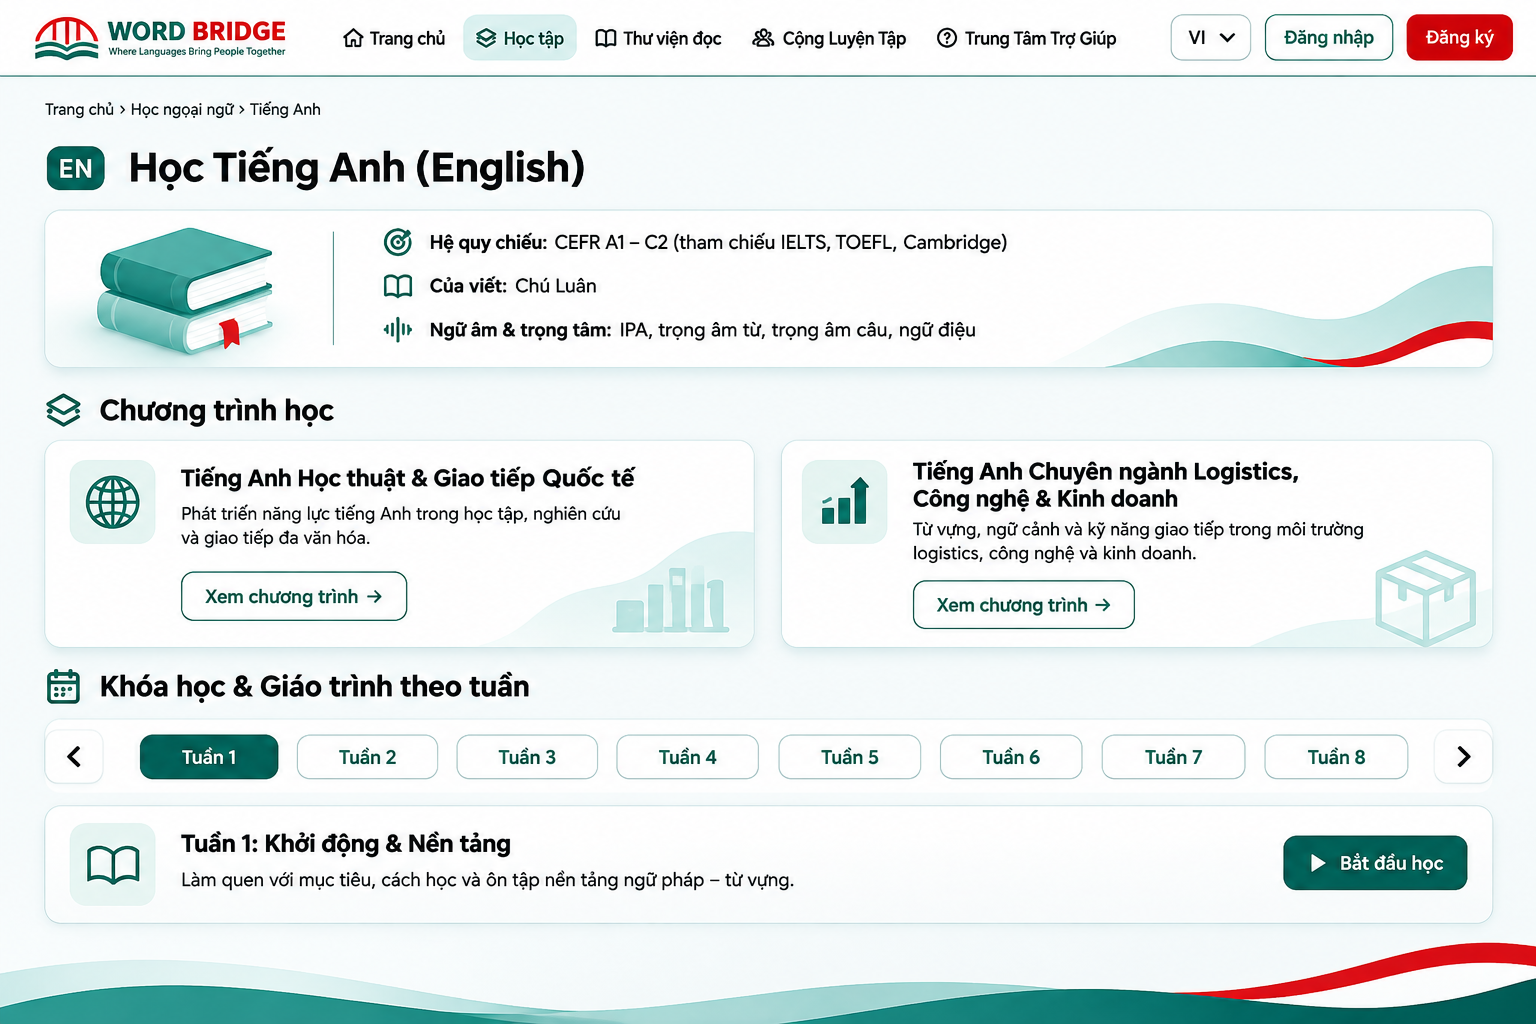 WORD BRIDGE
Where Languages Bring People Together
Trang chủ
Học tập
Thư viện đọc
Cộng Luyện Tập
Trung Tâm Trợ Giúp
VI
Đăng nhập
Đăng ký
Trang chủ › Học ngoại ngữ › Tiếng Anh
EN
Học Tiếng Anh (English)
Hệ quy chiếu: CEFR A1 – C2 (tham chiếu IELTS, TOEFL, Cambridge)
Của viết: Chú Luân
Ngữ âm & trọng tâm: IPA, trọng âm từ, trọng âm câu, ngữ điệu
Chương trình học
Tiếng Anh Học thuật & Giao tiếp Quốc tế
Phát triển năng lực tiếng Anh trong học tập, nghiên cứu
và giao tiếp đa văn hóa.
Xem chương trình →
Tiếng Anh Chuyên ngành Logistics,
Công nghệ & Kinh doanh
Từ vựng, ngữ cảnh và kỹ năng giao tiếp trong môi trường
logistics, công nghệ và kinh doanh.
Xem chương trình →
Khóa học & Giáo trình theo tuần
Tuần 1
Tuần 2
Tuần 3
Tuần 4
Tuần 5
Tuần 6
Tuần 7
Tuần 8
Tuần 1: Khởi động & Nền tảng
Làm quen với mục tiêu, cách học và ôn tập nền tảng ngữ pháp – từ vựng.
Bắt đầu học